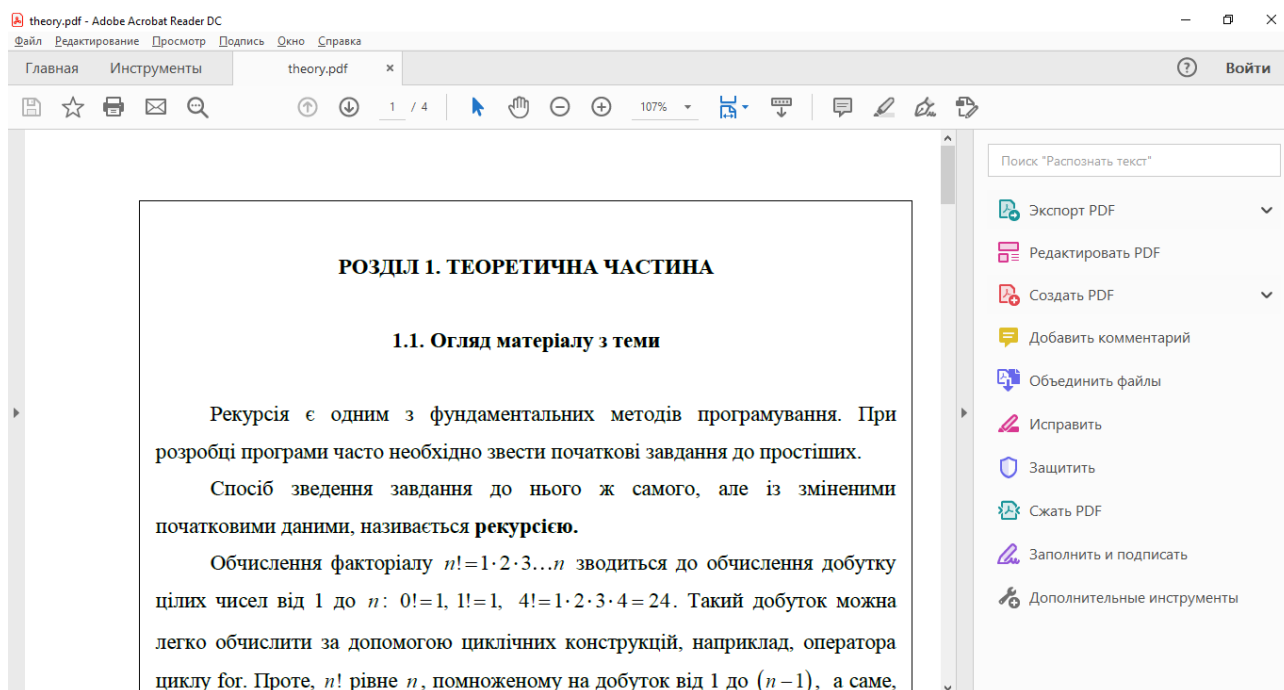 theory.pdf - Adobe Acrobat Reader DC
Файл Редактирование Просмотр Подпись Окно Справка
Главная Инструменты theory.pdf × Войти
1 / 4 107%
Поиск "Распознать текст"
Экспорт PDF
Редактировать PDF
Создать PDF
Добавить комментарий
Объединить файлы
Исправить
Защитить
Сжать PDF
Заполнить и подписать
Дополнительные инструменты
РОЗДІЛ 1. ТЕОРЕТИЧНА ЧАСТИНА
1.1. Огляд матеріалу з теми
Рекурсія є одним з фундаментальних методів програмування. При
розробці програми часто необхідно звести початкові завдання до простіших.
Спосіб зведення завдання до нього ж самого, але із зміненими
початковими даними, називається рекурсією.
Обчислення факторіалу n!=1·2·3…n зводиться до обчислення добутку
цілих чисел від 1 до n: 0!=1, 1!=1, 4!=1·2·3·4=24. Такий добуток можна
легко обчислити за допомогою циклічних конструкцій, наприклад, оператора
циклу for. Проте, n! рівне n, помноженому на добуток від 1 до (n−1), а саме,